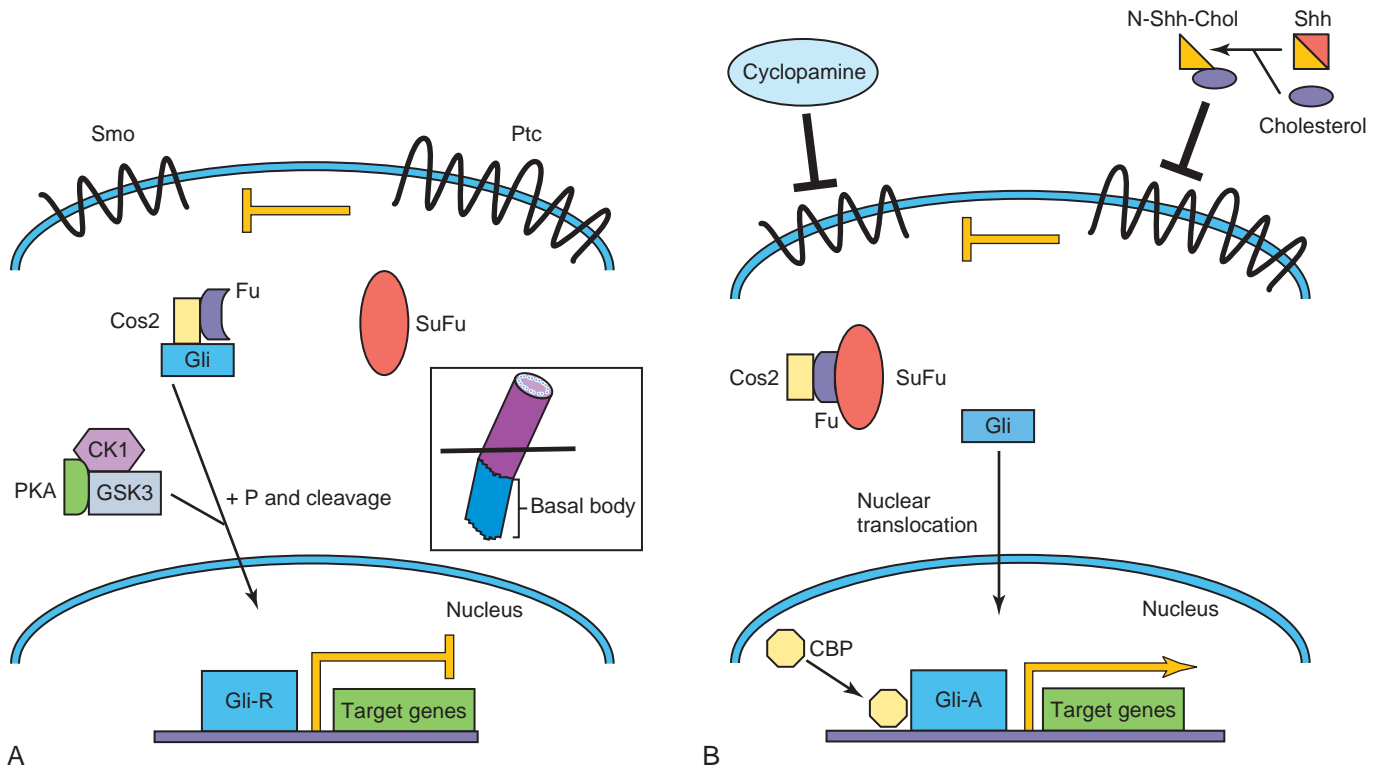 Smo
Ptc
Fu
Cos2
Gli
SuFu
CK1
PKA
GSK3
+ P and cleavage
Basal body
Nucleus
Gli-R
Target genes
A
N-Shh-Chol
Shh
Cyclopamine
Cholesterol
Cos2
SuFu
Fu
Gli
Nuclear
translocation
Nucleus
CBP
Gli-A
Target genes
B